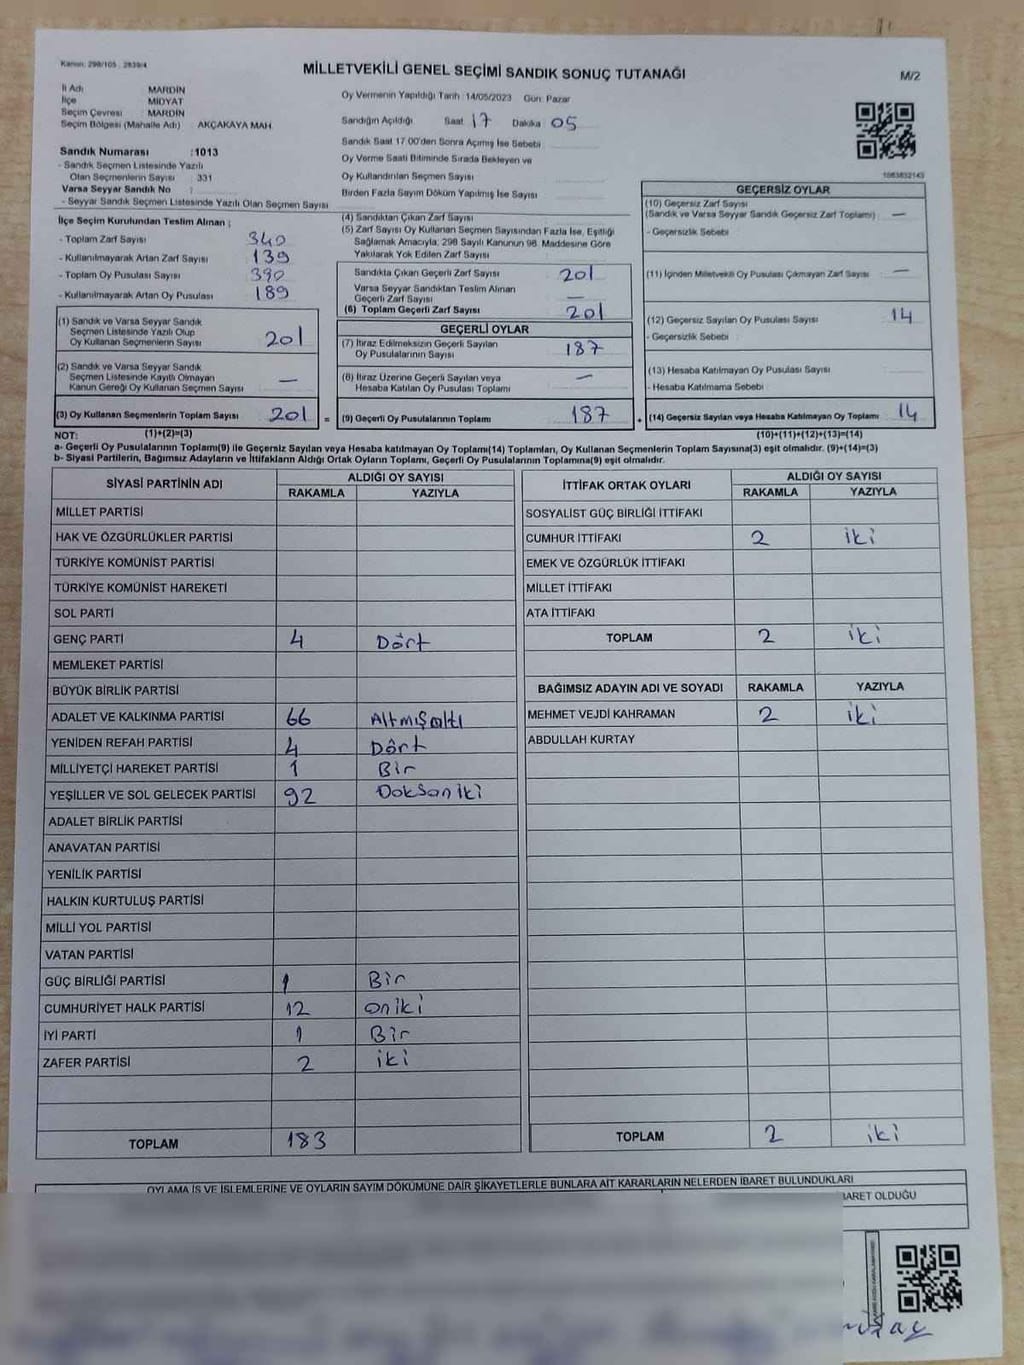 Kanun: 298/105 , 2839/4
MİLLETVEKİLİ GENEL SEÇİMİ SANDIK SONUÇ TUTANAĞI
M/2
İl Adı : MARDİN
İlçe : MİDYAT
Seçim Çevresi : MARDİN
Seçim Bölgesi (Mahalle Adı) : AKÇAKAYA MAH.
Sandık Numarası :1013
- Sandık Seçmen Listesinde Yazılı
Olan Seçmenlerin Sayısı : 331
Varsa Seyyar Sandık No :
- Seyyar Sandık Seçmen Listesinde Yazılı Olan Seçmen Sayısı :
Oy Vermenin Yapıldığı Tarih :14/05/2023 Gün: Pazar
Sandığın Açıldığı Saat 17 Dakika 05
Sandık Saat 17.00'den Sonra Açımış İse Sebebi
Oy Verme Saati Bitiminde Sırada Bekleyen ve
Oy Kullandırılan Seçmen Sayısı
Birden Fazla Sayım Döküm Yapılmış İse Sayısı
1083832143
İlçe Seçim Kurulundan Teslim Alınan ;
- Toplam Zarf Sayısı 340
- Kullanılmayarak Artan Zarf Sayısı 139
- Toplam Oy Pusulası Sayısı 390
- Kullanılmayarak Artan Oy Pusulası 189
(1) Sandık ve Varsa Seyyar Sandık
Seçmen Listesinde Yazılı Olup
Oy Kullanan Seçmenlerin Sayısı 201
(2) Sandık ve Varsa Seyyar Sandık
Seçmen Listesinde Kayıtlı Olmayan
Kanun Gereği Oy Kullanan Seçmen Sayısı —
(3) Oy Kullanan Seçmenlerin Toplam Sayısı 201 =
(4) Sandıktan Çıkan Zarf Sayısı
(5) Zarf Sayısı Oy Kullanan Seçmen Sayısından Fazla İse, Eşitliği
Sağlamak Amacıyla, 298 Sayılı Kanunun 98. Maddesine Göre
Yakılarak Yok Edilen Zarf Sayısı
Sandıkta Çıkan Geçerli Zarf Sayısı 201
Varsa Seyyar Sandıktan Teslim Alınan
Geçerli Zarf Sayısı —
(6) Toplam Geçerli Zarf Sayısı 201
GEÇERLİ OYLAR
(7) İtiraz Edilmeksizin Geçerli Sayılan
Oy Pusulalarının Sayısı 187
(8) İtiraz Üzerine Geçerli Sayılan veya
Hesaba Katılan Oy Pusulası Toplamı —
(9) Geçerli Oy Pusulalarının Toplamı 187 +
GEÇERSİZ OYLAR
(10) Geçersiz Zarf Sayısı
(Sandık ve Varsa Seyyar Sandık Geçersiz Zarf Toplamı) —
- Geçersizlik Sebebi
(11) İçinden Milletvekili Oy Pusulası Çıkmayan Zarf Sayısı —
(12) Geçersiz Sayılan Oy Pusulası Sayısı 14
- Geçersizlik Sebebi
(13) Hesaba Katılmayan Oy Pusulası Sayısı
- Hesaba Katılmama Sebebi
(14) Geçersiz Sayılan veya Hesaba Katılmayan Oy Toplamı 14
NOT: (1)+(2)=(3) (10)+(11)+(12)+(13)=(14)
a- Geçerli Oy Pusulalarının Toplamı(9) ile Geçersiz Sayılan veya Hesaba katılmayan Oy Toplamı(14) Toplamları, Oy Kullanan Seçmenlerin Toplam Sayısına(3) eşit olmalıdır. (9)+(14)=(3)
b- Siyasi Partilerin, Bağımsız Adayların ve İttifakların Aldığı Ortak Oyların Toplamı, Geçerli Oy Pusulalarının Toplamına(9) eşit olmalıdır.
SİYASİ PARTİNİN ADI ALDIĞI OY SAYISI
RAKAMLA YAZIYLA
MİLLET PARTİSİ
HAK VE ÖZGÜRLÜKLER PARTİSİ
TÜRKİYE KOMÜNİST PARTİSİ
TÜRKİYE KOMÜNİST HAREKETİ
SOL PARTİ
GENÇ PARTİ 4 Dört
MEMLEKET PARTİSİ
BÜYÜK BİRLİK PARTİSİ
ADALET VE KALKINMA PARTİSİ 66 Altmışaltı
YENİDEN REFAH PARTİSİ 4 Dört
MİLLİYETÇİ HAREKET PARTİSİ 1 Bir
YEŞİLLER VE SOL GELECEK PARTİSİ 92 Doksaniki
ADALET BİRLİK PARTİSİ
ANAVATAN PARTİSİ
YENİLİK PARTİSİ
HALKIN KURTULUŞ PARTİSİ
MİLLİ YOL PARTİSİ
VATAN PARTİSİ
GÜÇ BİRLİĞİ PARTİSİ 1 Bir
CUMHURİYET HALK PARTİSİ 12 Oniki
İYİ PARTİ 1 Bir
ZAFER PARTİSİ 2 iki
TOPLAM 183
İTTİFAK ORTAK OYLARI ALDIĞI OY SAYISI
RAKAMLA YAZIYLA
SOSYALİST GÜÇ BİRLİĞİ İTTİFAKI
CUMHUR İTTİFAKI 2 iki
EMEK VE ÖZGÜRLÜK İTTİFAKI
MİLLET İTTİFAKI
ATA İTTİFAKI
TOPLAM 2 iki
BAĞIMSIZ ADAYIN ADI VE SOYADI RAKAMLA YAZIYLA
MEHMET VEJDİ KAHRAMAN 2 iki
ABDULLAH KURTAY
TOPLAM 2 iki
OYLAMA İŞ VE İŞLEMLERİNE VE OYLARIN SAYIM DÖKÜMÜNE DAİR ŞİKAYETLERLE BUNLARA AİT KARARLARIN NELERDEN İBARET BULUNDUKLARI
BARET OLDUĞU